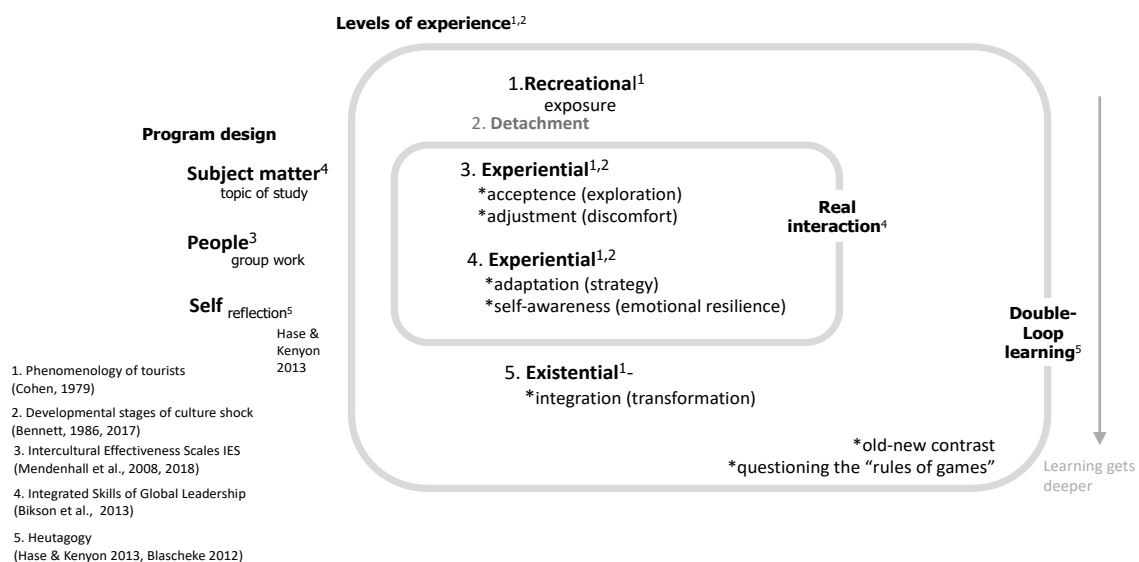 Levels of experience1,2
1.Recreational1
exposure
2. Detachment
Program design
Subject matter4
topic of study
People3
group work
Self reflection5
Hase &
Kenyon
2013
3. Experiential1,2
*acceptence (exploration)
*adjustment (discomfort)
4. Experiential1,2
*adaptation (strategy)
*self-awareness (emotional resilience)
Real
interaction4
5. Existential1-
*integration (transformation)
Double-
Loop
learning5
*old-new contrast
*questioning the “rules of games”
Learning gets
deeper
1. Phenomenology of tourists
(Cohen, 1979)
2. Developmental stages of culture shock
(Bennett, 1986, 2017)
3. Intercultural Effectiveness Scales IES
(Mendenhall et al., 2008, 2018)
4. Integrated Skills of Global Leadership
(Bikson et al., 2013)
5. Heutagogy
(Hase & Kenyon 2013, Blaschke 2012)